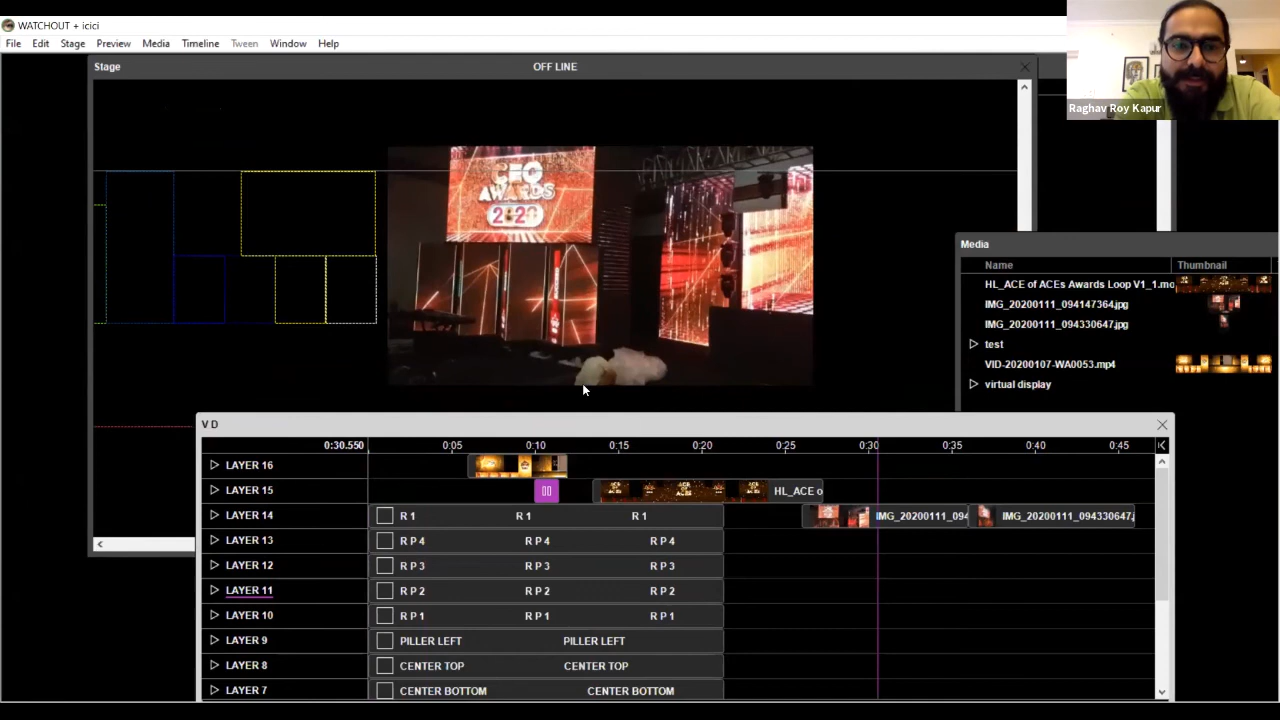 WATCHOUT + icici
File Edit Stage Preview Media Timeline Tween Window Help
Raghav Roy Kapur
Stage OFF LINE
CEO
AWARDS
2020
Media
Name Thumbnail
HL_ACE of ACEs Awards Loop V1_1.mo
IMG_20200111_094147364.jpg
IMG_20200111_094330647.jpg
test
VID-20200107-WA0053.mp4
virtual display
V D
0:30.550 0:05 0:10 0:15 0:20 0:25 0:30 0:35 0:40 0:45
LAYER 16
LAYER 15 HL_ACE o
LAYER 14 R 1 R 1 R 1 IMG_20200111_094 IMG_20200111_094330647.j
LAYER 13 R P 4 R P 4 R P 4
LAYER 12 R P 3 R P 3 R P 3
LAYER 11 R P 2 R P 2 R P 2
LAYER 10 R P 1 R P 1 R P 1
LAYER 9 PILLER LEFT PILLER LEFT
LAYER 8 CENTER TOP CENTER TOP
LAYER 7 CENTER BOTTOM CENTER BOTTOM